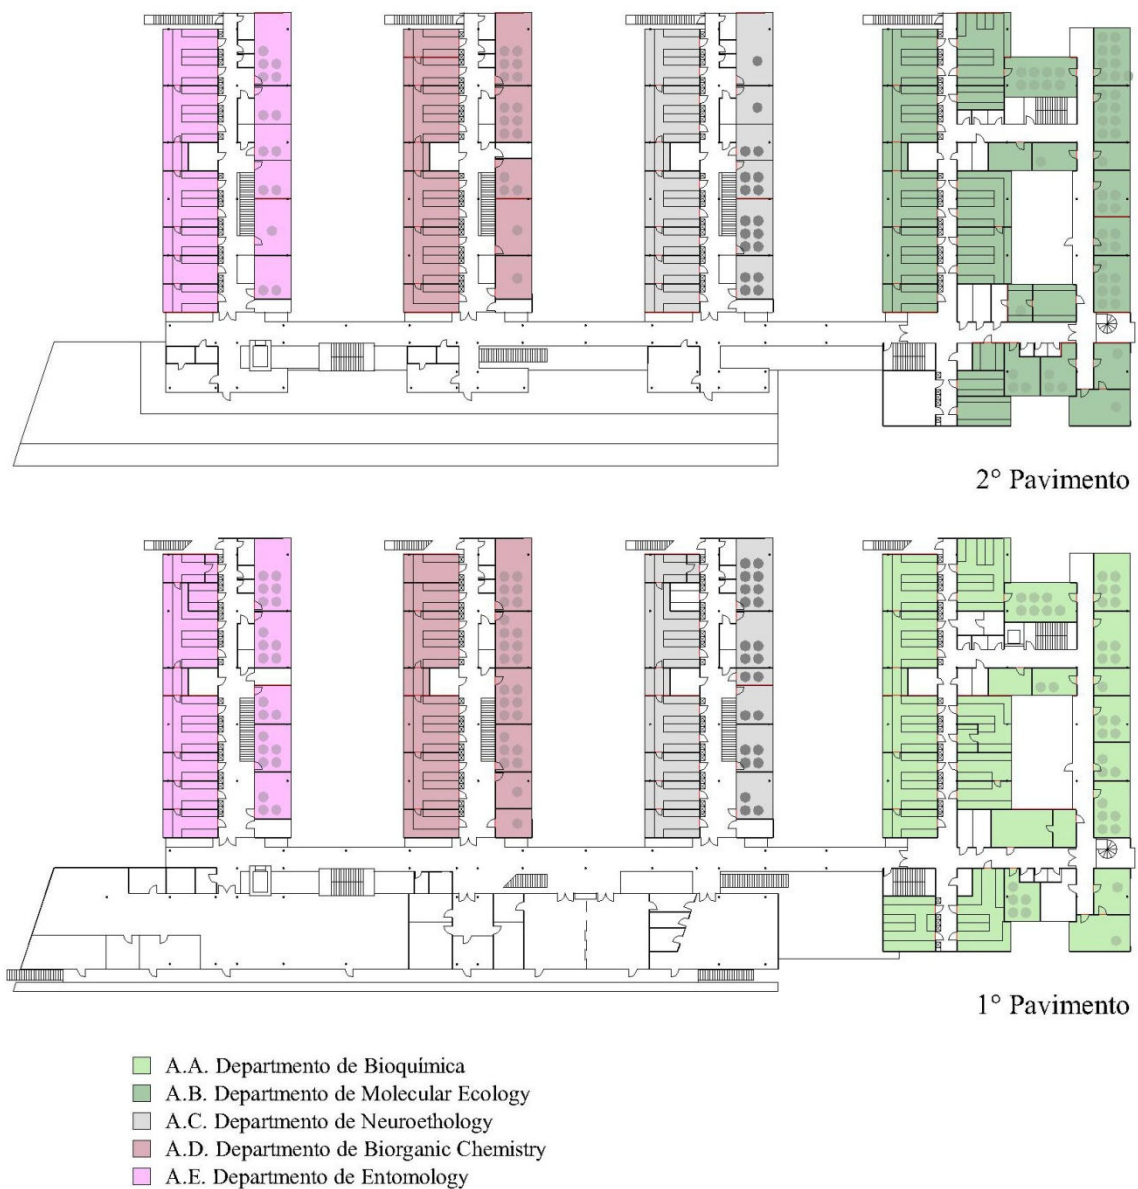 2° Pavimento
1° Pavimento
A.A. Departmento de Bioquímica
A.B. Departmento de Molecular Ecology
A.C. Departmento de Neuroethology
A.D. Departmento de Biorganic Chemistry
A.E. Departmento de Entomology